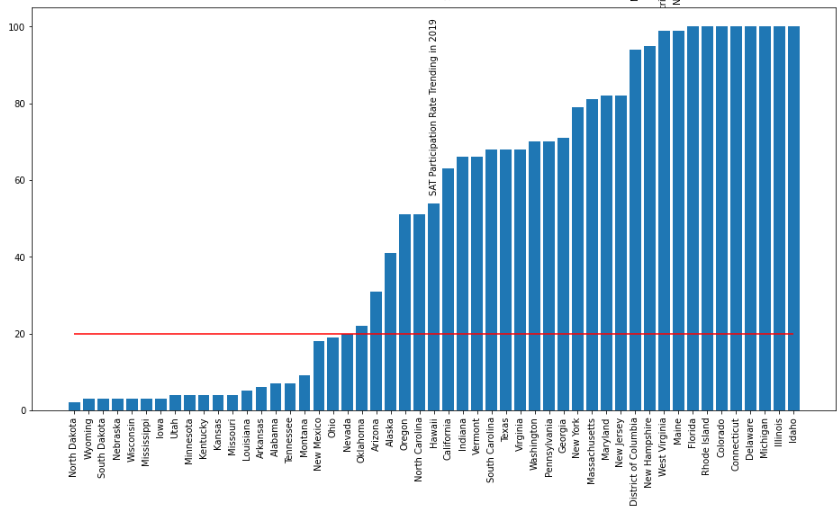 SAT Participation Rate Trending in 2019
100
80
60
40
20
0
North Dakota
Wyoming
South Dakota
Nebraska
Wisconsin
Mississippi
Iowa
Utah
Minnesota
Kentucky
Kansas
Missouri
Louisiana
Arkansas
Alabama
Tennessee
Montana
New Mexico
Ohio
Nevada
Oklahoma
Arizona
Alaska
Oregon
North Carolina
Hawaii
California
Indiana
Vermont
South Carolina
Texas
Virginia
Washington
Pennsylvania
Georgia
New York
Massachusetts
Maryland
New Jersey
District of Columbia
New Hampshire
West Virginia
Maine
Florida
Rhode Island
Colorado
Connecticut
Delaware
Michigan
Illinois
Idaho